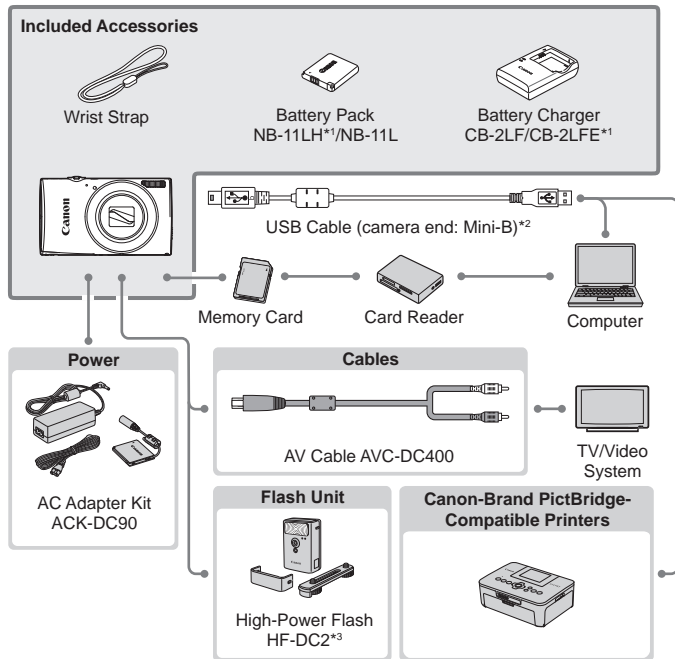 Included Accessories
Wrist Strap
Battery Pack
NB-11LH*1/NB-11L
Battery Charger
CB-2LF/CB-2LFE*1
Canon
USB Cable (camera end: Mini-B)*2
Memory Card
Card Reader
Computer
Power
AC Adapter Kit
ACK-DC90
Cables
AV Cable AVC-DC400
TV/Video
System
Flash Unit
High-Power Flash
HF-DC2*3
Canon-Brand PictBridge-
Compatible Printers